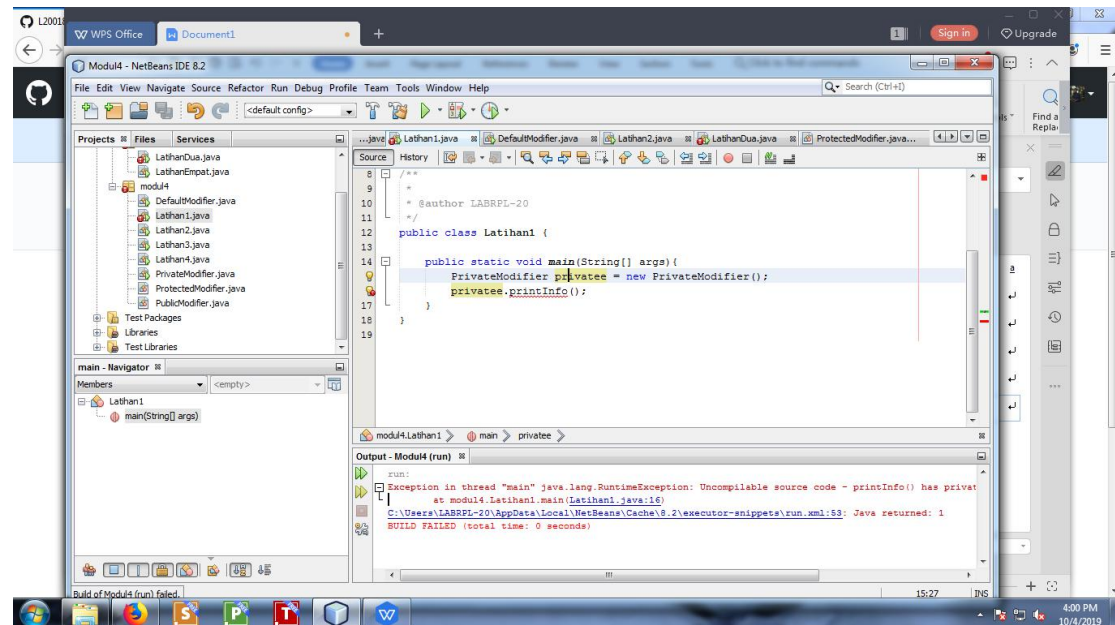 L20018
WPS Office
Document1
1
Sign in
Upgrade
Modul4 - NetBeans IDE 8.2
File Edit View Navigate Source Refactor Run Debug Profile Team Tools Window Help
Search (Ctrl+I)
<default config>
Find a
Repla
Projects Files Services
...java Latihan1.java DefaultModifier.java Latihan2.java LathanDua.java ProtectedModifier.java...
Source History
LathanDua.java
LathanEmpat.java
modul4
DefaultModifier.java
Latihan1.java
Latihan2.java
Latihan3.java
Latihan4.java
PrivateModifier.java
ProtectedModifier.java
PublicModifier.java
Test Packages
Libraries
Test Libraries
8 /**
9 *
10 * @author LABRPL-20
11 */
12 public class Latihan1 {
13
14 public static void main(String[] args){
PrivateModifier privatee = new PrivateModifier();
privatee.printInfo();
17 }
18 }
19
main - Navigator
Members <empty>
Latihan1
main(String[] args)
modul4.Latihan1 main privatee
Output - Modul4 (run)
run:
Exception in thread "main" java.lang.RuntimeException: Uncompilable source code - printInfo() has privat
at modul4.Latihan1.main(Latihan1.java:16)
C:\Users\LABRPL-20\AppData\Local\NetBeans\Cache\8.2\executor-snippets\run.xml:53: Java returned: 1
BUILD FAILED (total time: 0 seconds)
Build of Modul4 (run) failed.
15:27 INS
4:00 PM
10/4/2019